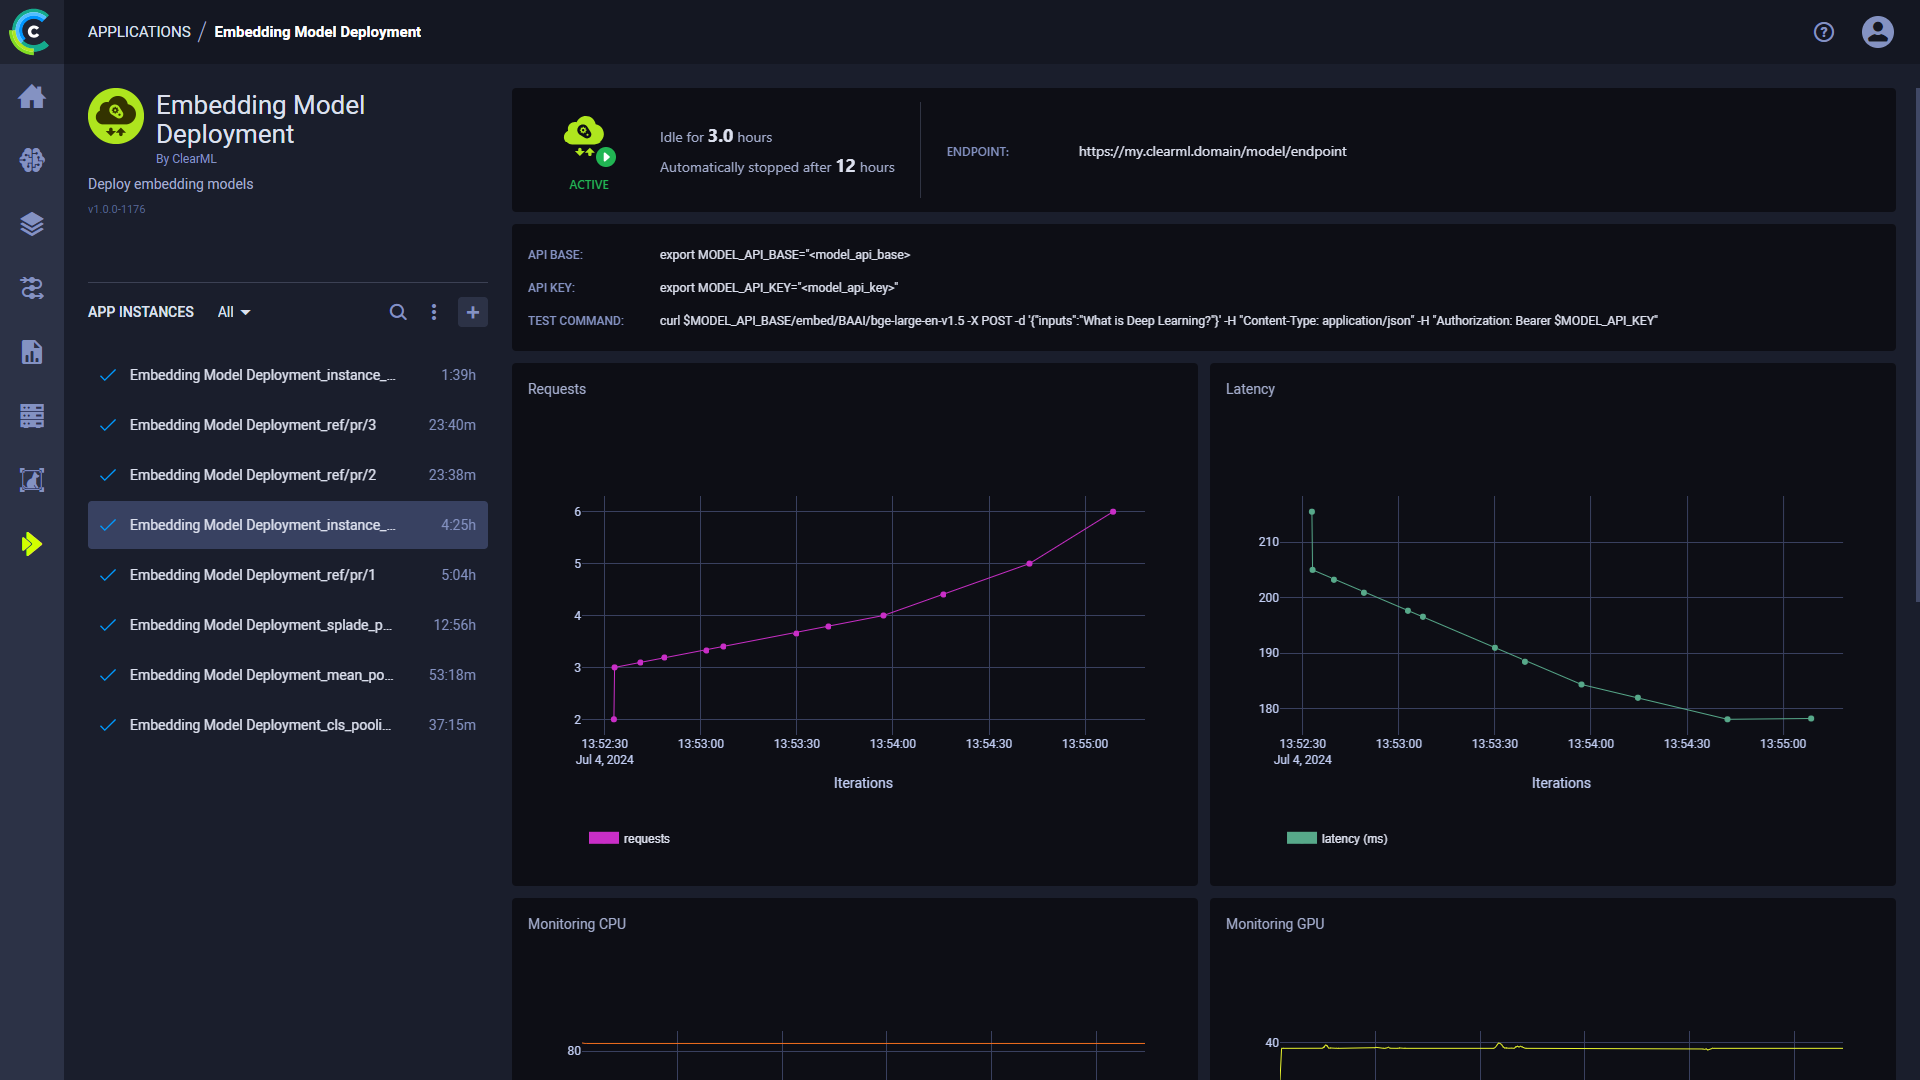 APPLICATIONS / Embedding Model Deployment
Embedding Model
Deployment
By ClearML
Deploy embedding models
v1.0.0-1176
APP INSTANCES All
Embedding Model Deployment_instance_... 1:39h
Embedding Model Deployment_ref/pr/3 23:40m
Embedding Model Deployment_ref/pr/2 23:38m
Embedding Model Deployment_instance_... 4:25h
Embedding Model Deployment_ref/pr/1 5:04h
Embedding Model Deployment_splade_p... 12:56h
Embedding Model Deployment_mean_po... 53:18m
Embedding Model Deployment_cls_pooli... 37:15m
ACTIVE
Idle for 3.0 hours
Automatically stopped after 12 hours
ENDPOINT: https://my.clearml.domain/model/endpoint
API BASE: export MODEL_API_BASE="<model_api_base>
API KEY: export MODEL_API_KEY="<model_api_key>"
TEST COMMAND: curl $MODEL_API_BASE/embed/BAAI/bge-large-en-v1.5 -X POST -d '{"inputs":"What is Deep Learning?"}' -H "Content-Type: application/json" -H "Authorization: Bearer $MODEL_API_KEY"
Requests
6
5
4
3
2
13:52:30 13:53:00 13:53:30 13:54:00 13:54:30 13:55:00
Jul 4, 2024
Iterations
requests
Latency
210
200
190
180
13:52:30 13:53:00 13:53:30 13:54:00 13:54:30 13:55:00
Jul 4, 2024
Iterations
latency (ms)
Monitoring CPU
80
Monitoring GPU
40